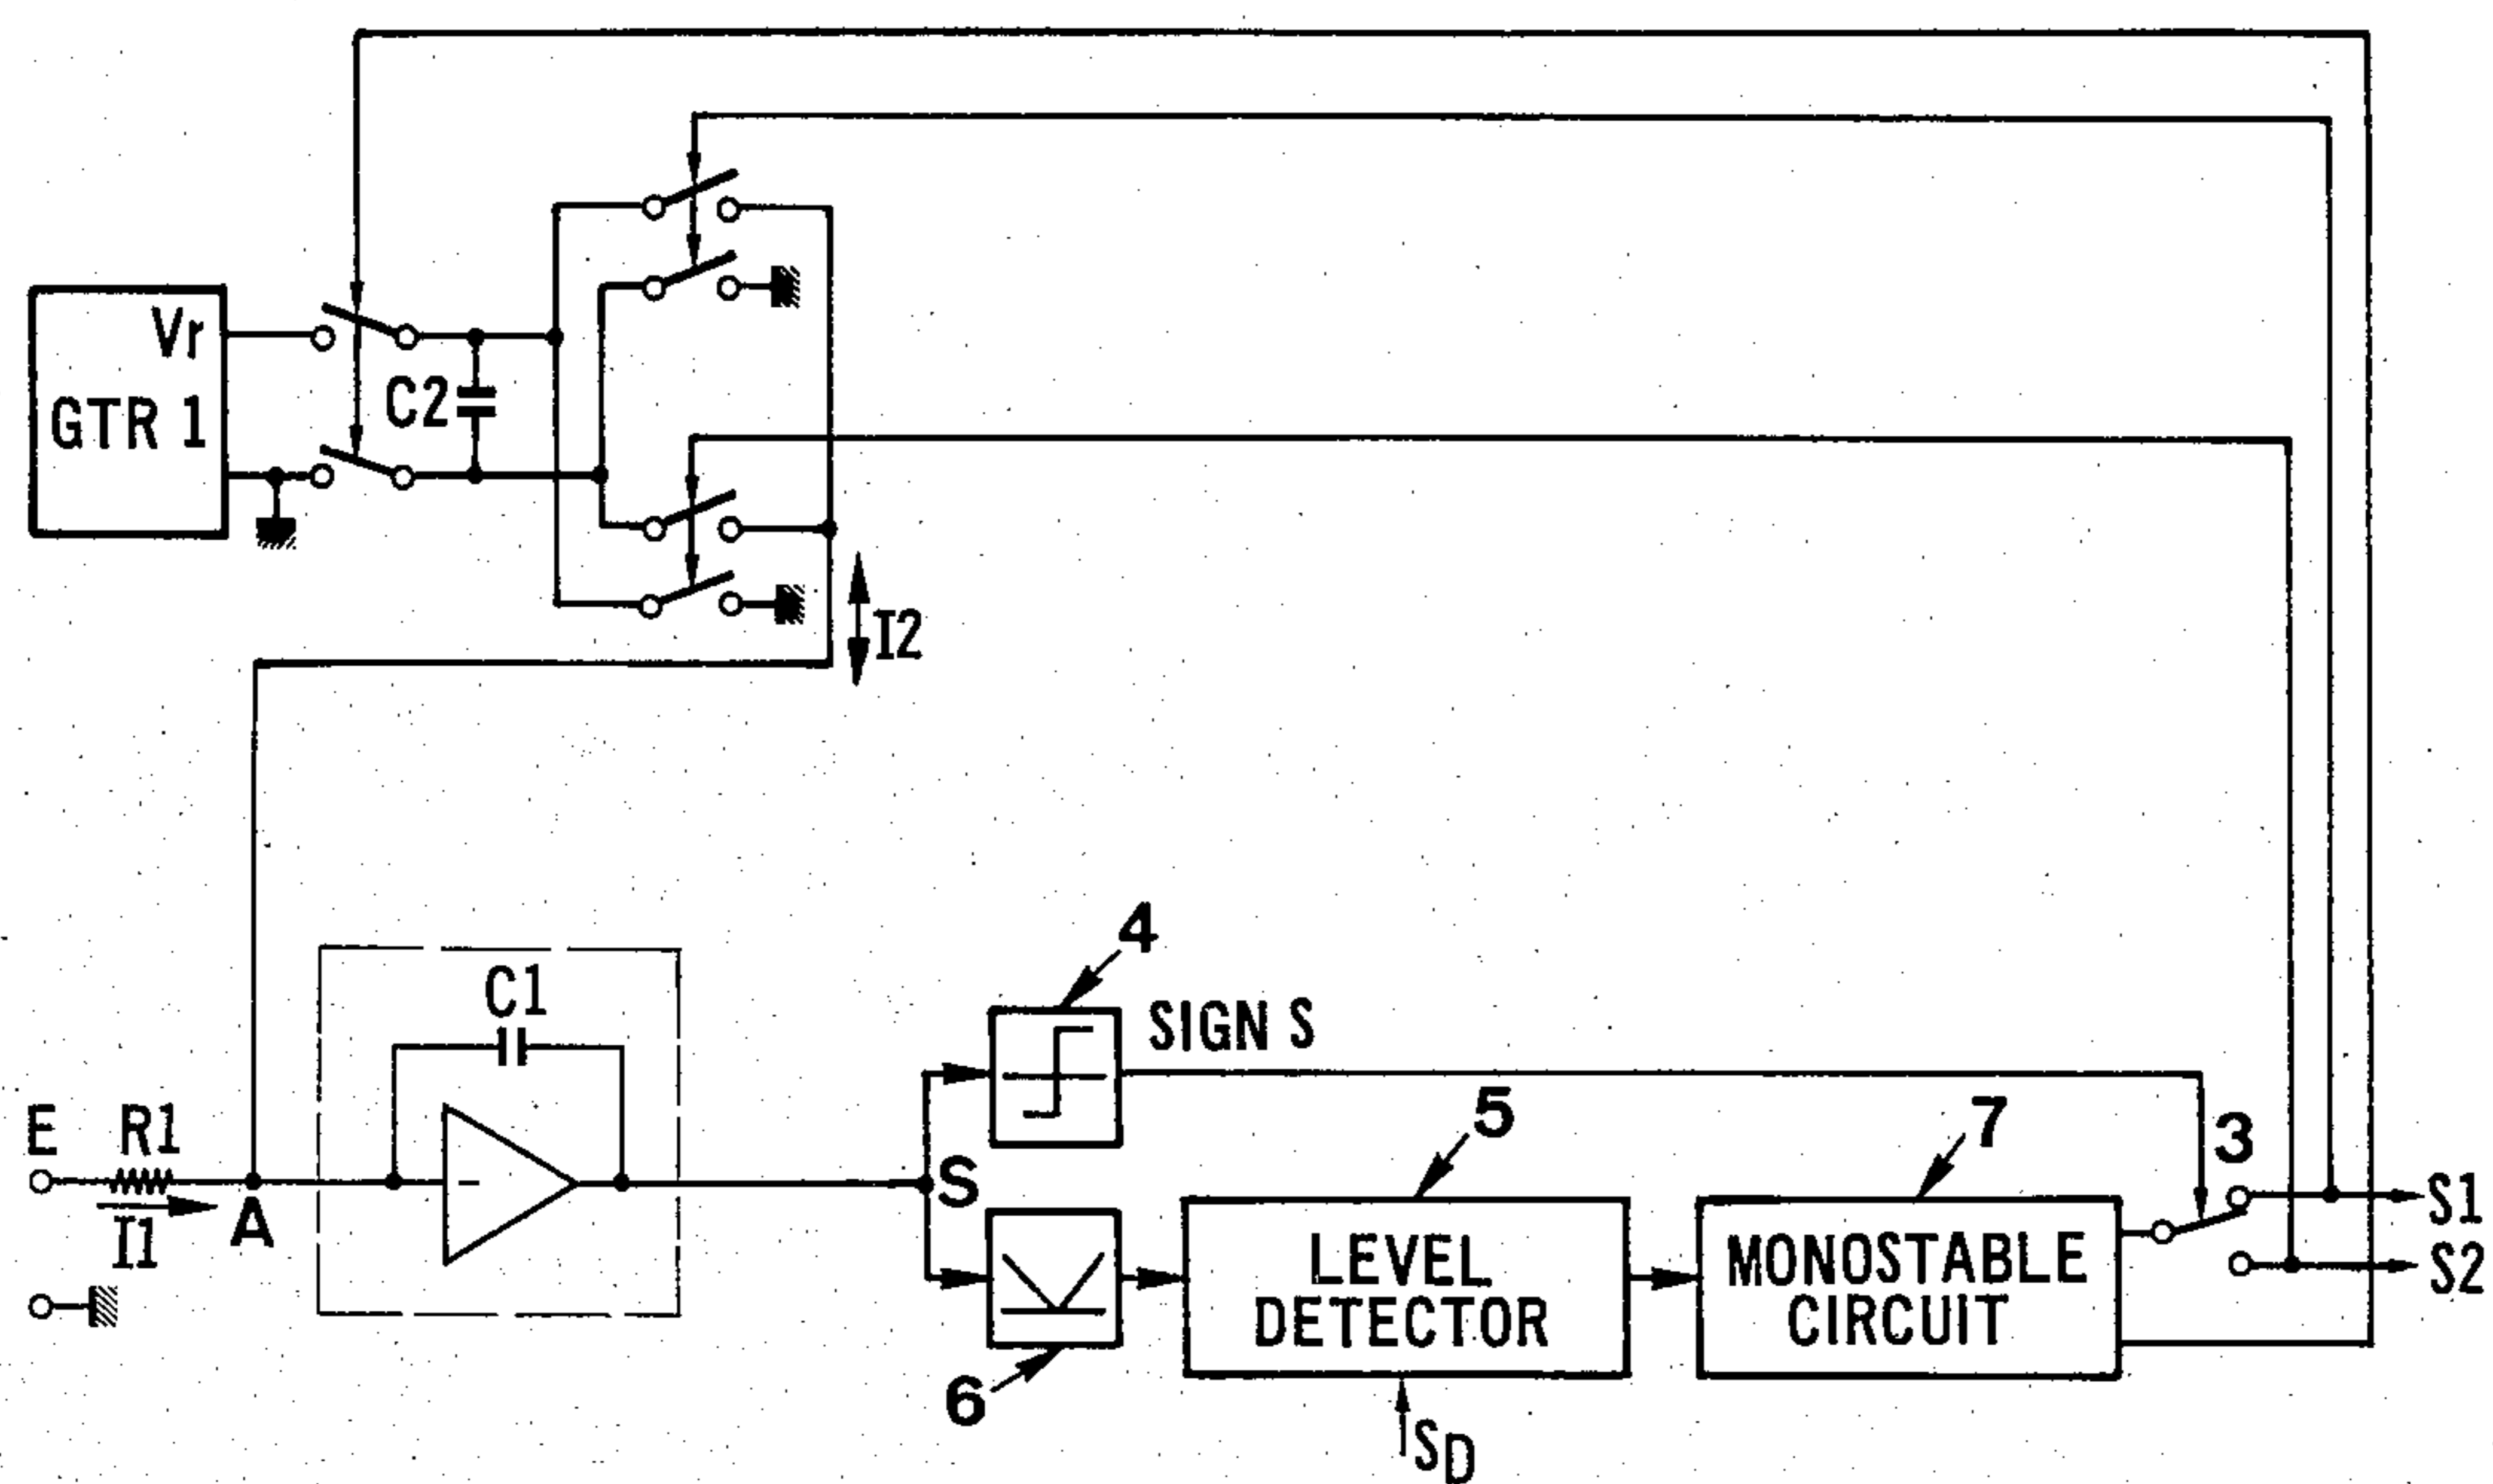 Vr
GTR 1
C2
I2
C1
4
SIGN S
E
R1
5
7
3
A
I1
S
S1
LEVEL
DETECTOR
MONOSTABLE
CIRCUIT
S2
6
SD